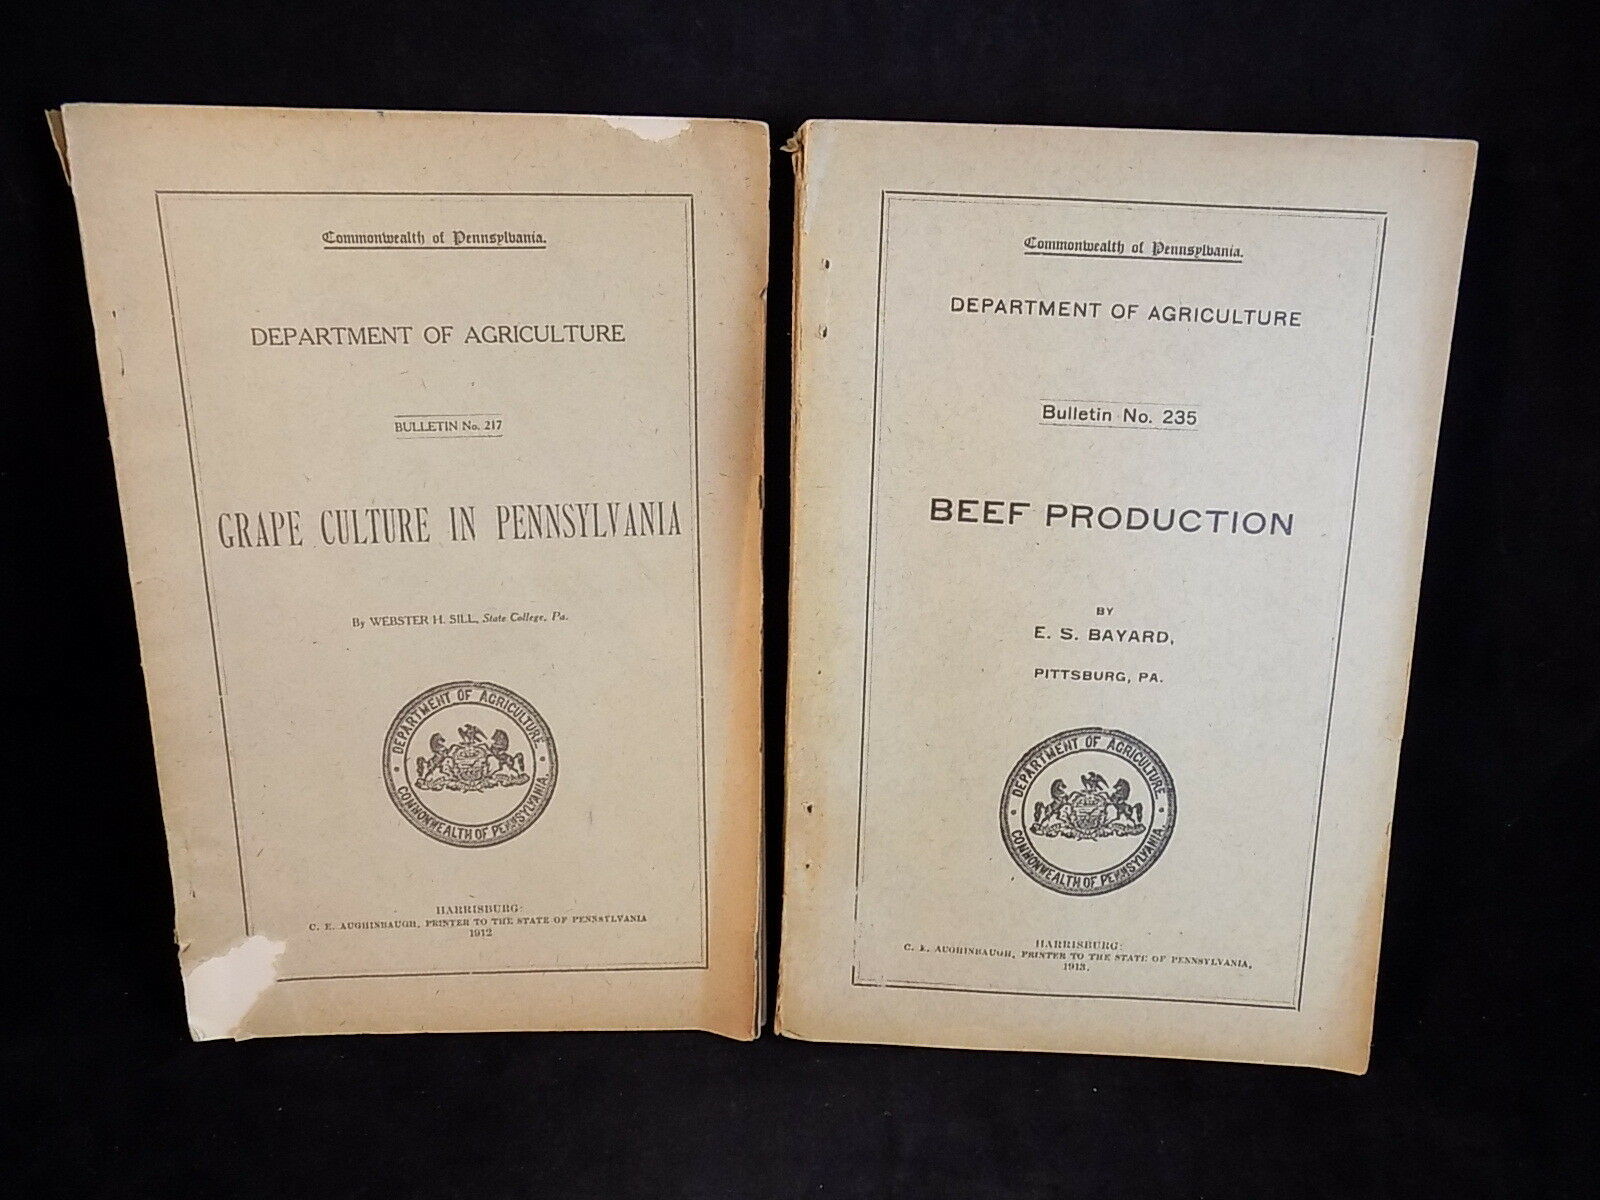 Commonwealth of Pennsylvania.
DEPARTMENT OF AGRICULTURE
BULLETIN No. 217
GRAPE CULTURE IN PENNSYLVANIA
By WEBSTER H. SILL, State College, Pa.
DEPARTMENT OF AGRICULTURE.
COMMONWEALTH OF PENNSYLVANIA.
HARRISBURG:
C. E. AUGHINBAUGH, PRINTER TO THE STATE OF PENNSYLVANIA
1912
Commonwealth of Pennsylvania.
DEPARTMENT OF AGRICULTURE
Bulletin No. 235
BEEF PRODUCTION
BY
E. S. BAYARD,
PITTSBURG, PA.
DEPARTMENT OF AGRICULTURE.
COMMONWEALTH OF PENNSYLVANIA.
HARRISBURG:
C. E. AUGHINBAUGH, PRINTER TO THE STATE OF PENNSYLVANIA,
1913.